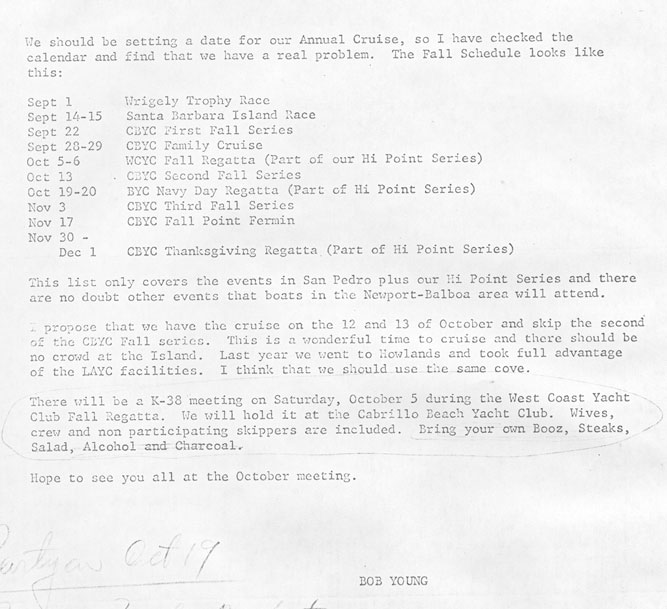 We should be setting a date for our Annual Cruise, so I have checked the
calendar and find that we have a real problem. The Fall Schedule looks like
this:
Sept 1 Wrigely Trophy Race
Sept 14-15 Santa Barbara Island Race
Sept 22 CBYC First Fall Series
Sept 28-29 CBYC Family Cruise
Oct 5-6 WCYC Fall Regatta (Part of our Hi Point Series)
Oct 13 CBYC Second Fall Series
Oct 19-20 BYC Navy Day Regatta (Part of Hi Point Series)
Nov 3 CBYC Third Fall Series
Nov 17 CBYC Fall Point Fermin
Nov 30 -
Dec 1 CBYC Thanksgiving Regatta (Part of Hi Point Series)
This list only covers the events in San Pedro plus our Hi Point Series and there
are no doubt other events that boats in the Newport-Balboa area will attend.
I propose that we have the cruise on the 12 and 13 of October and skip the second
of the CBYC Fall series. This is a wonderful time to cruise and there should be
no crowd at the Island. Last year we went to Howlands and took full advantage
of the LAYC facilities. I think that we should use the same cove.
There will be a K-38 meeting on Saturday, October 5 during the West Coast Yacht
Club Fall Regatta. We will hold it at the Cabrillo Beach Yacht Club. Wives,
crew and non participating skippers are included. Bring your own Booz, Steaks,
Salad, Alcohol and Charcoal.
Hope to see you all at the October meeting.
Oct 19
BOB YOUNG